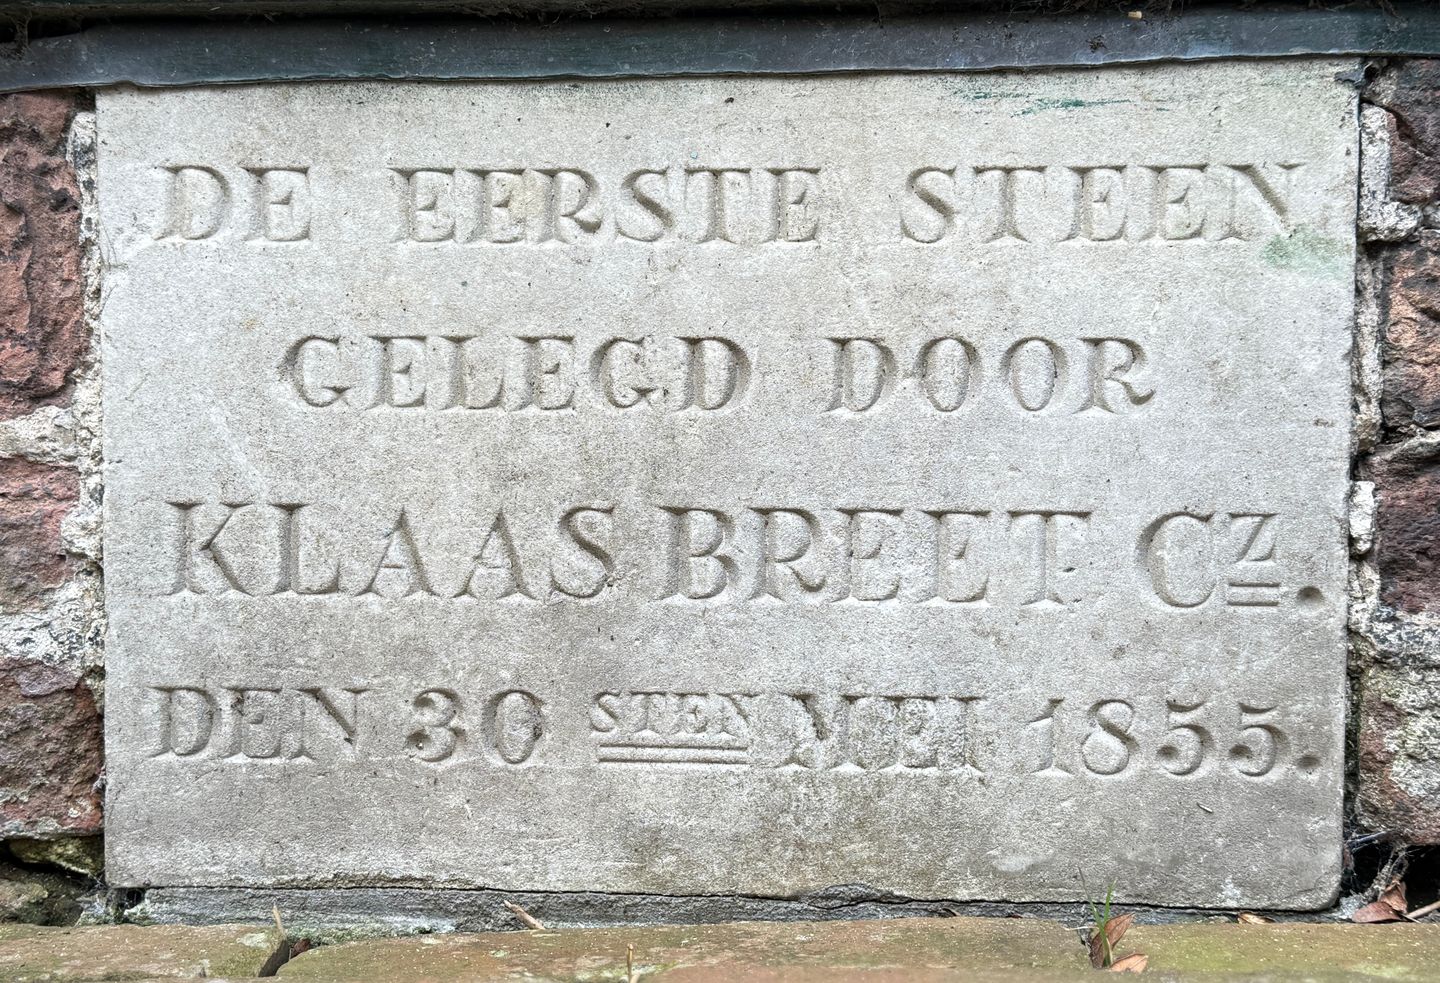 DE EERSTE STEEN
GELEGD DOOR
KLAAS BREET Cz.
DEN 30 STEN MEI 1855.